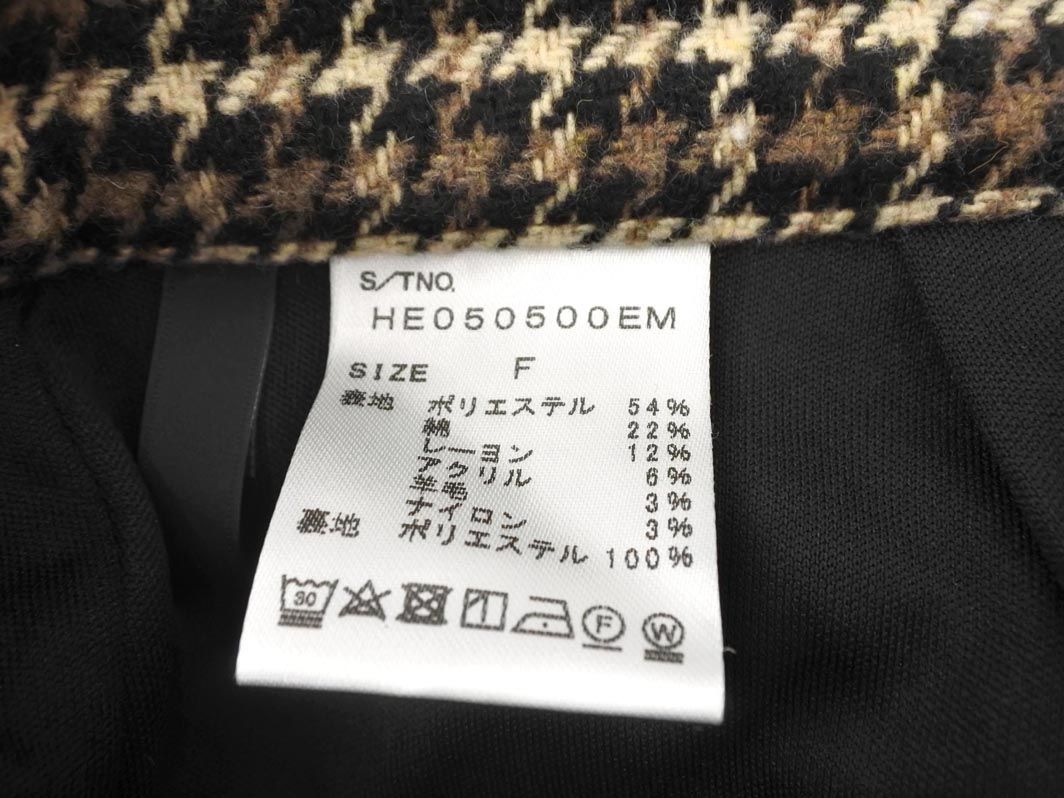 S/TNO.
HE050500EM
SIZE F
表地 ポリエステル 54%
綿 22%
レーヨン 12%
アクリル 6%
羊毛 3%
ナイロン 3%
裏地 ポリエステル 100%
30
F
W